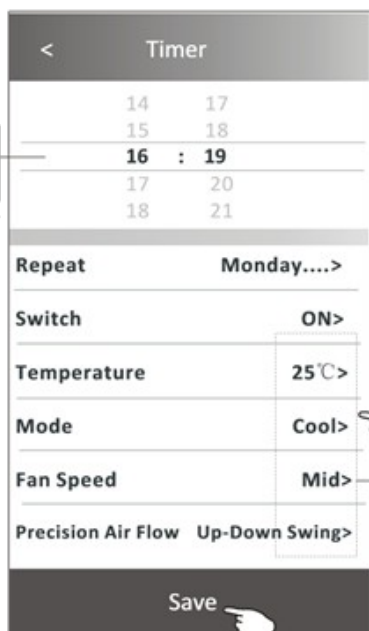 < Timer
14 17
15 18
16 : 19
17 20
18 21
Repeat Monday....>
Switch ON>
Temperature 25℃>
Mode Cool>
Fan Speed Mid>
Precision Air Flow Up-Down Swing>
Save